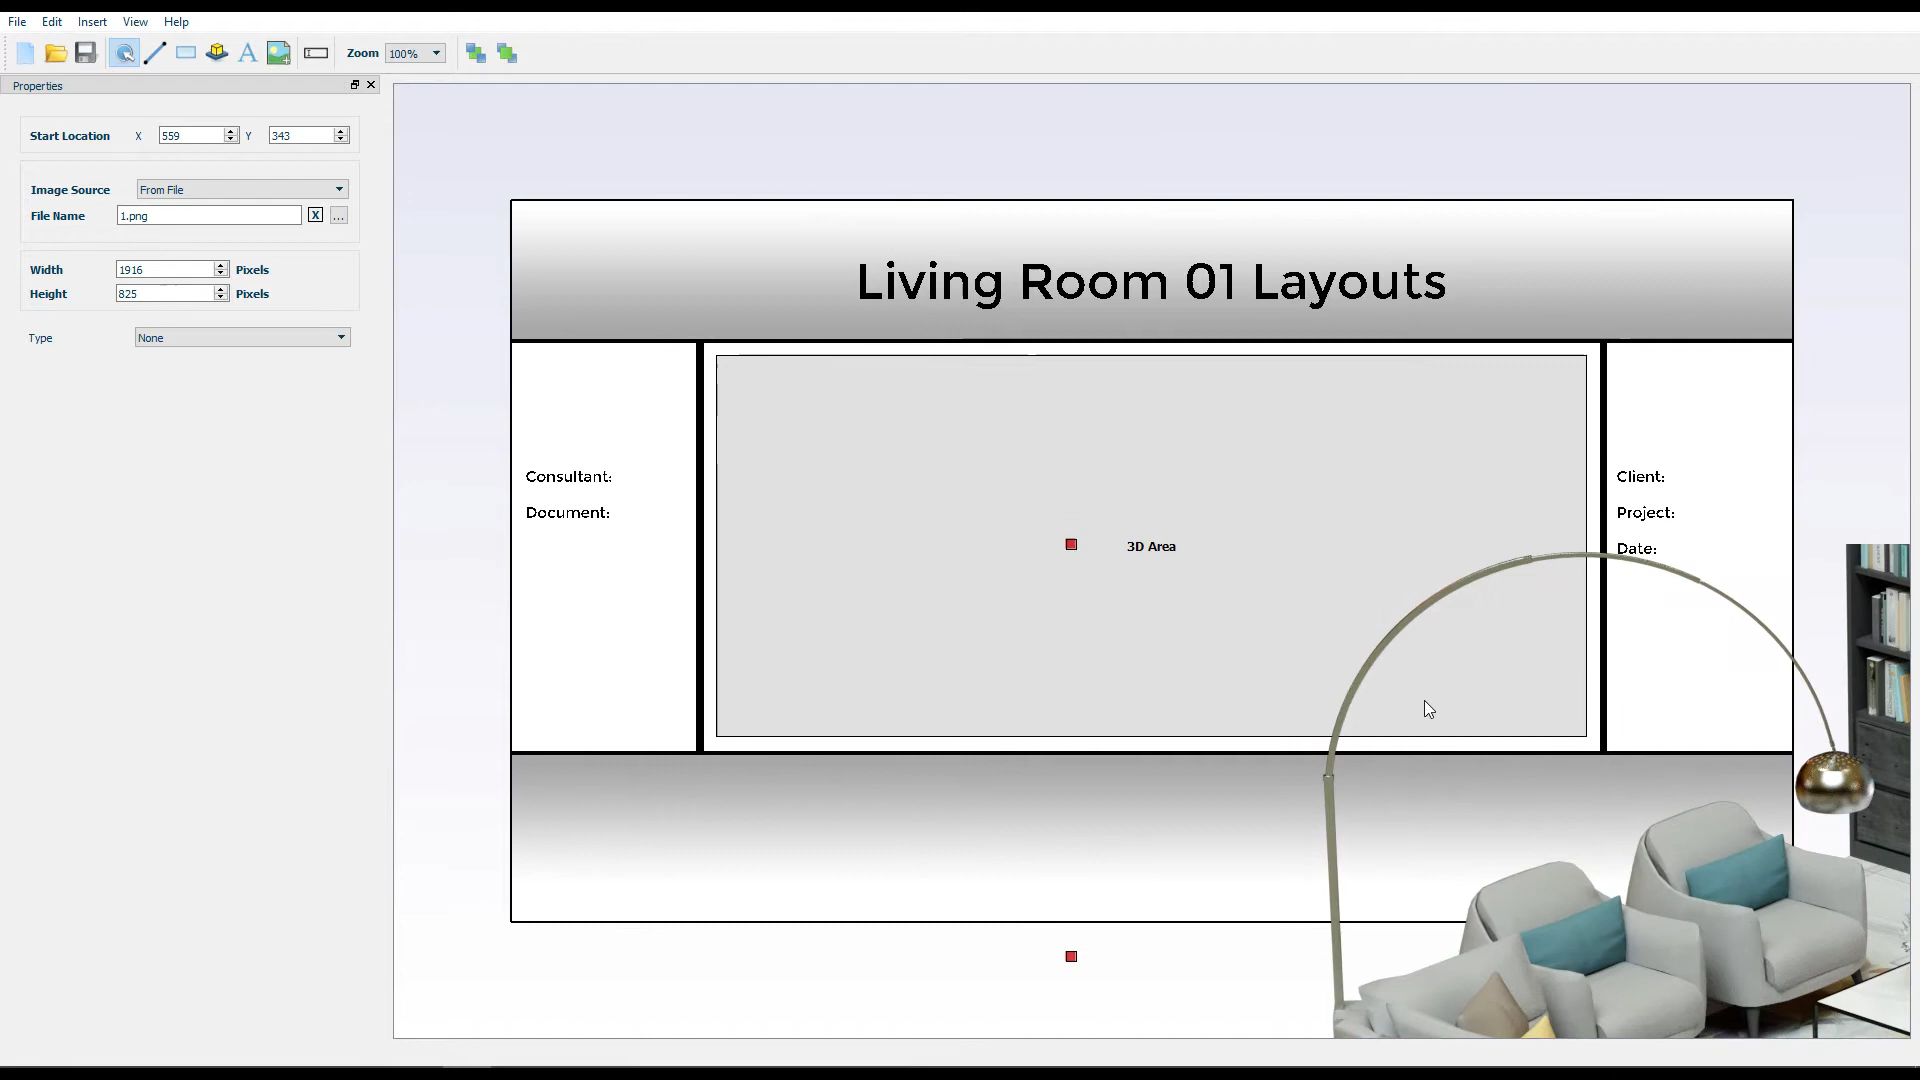 File Edit Insert View Help
A Zoom 100%
Properties
Start Location X 559 Y 343
Image Source From File
File Name 1.png X ...
Width 1916 Pixels
Height 825 Pixels
Type None
Living Room 01 Layouts
Consultant:
Document:
3D Area
Client:
Project:
Date: